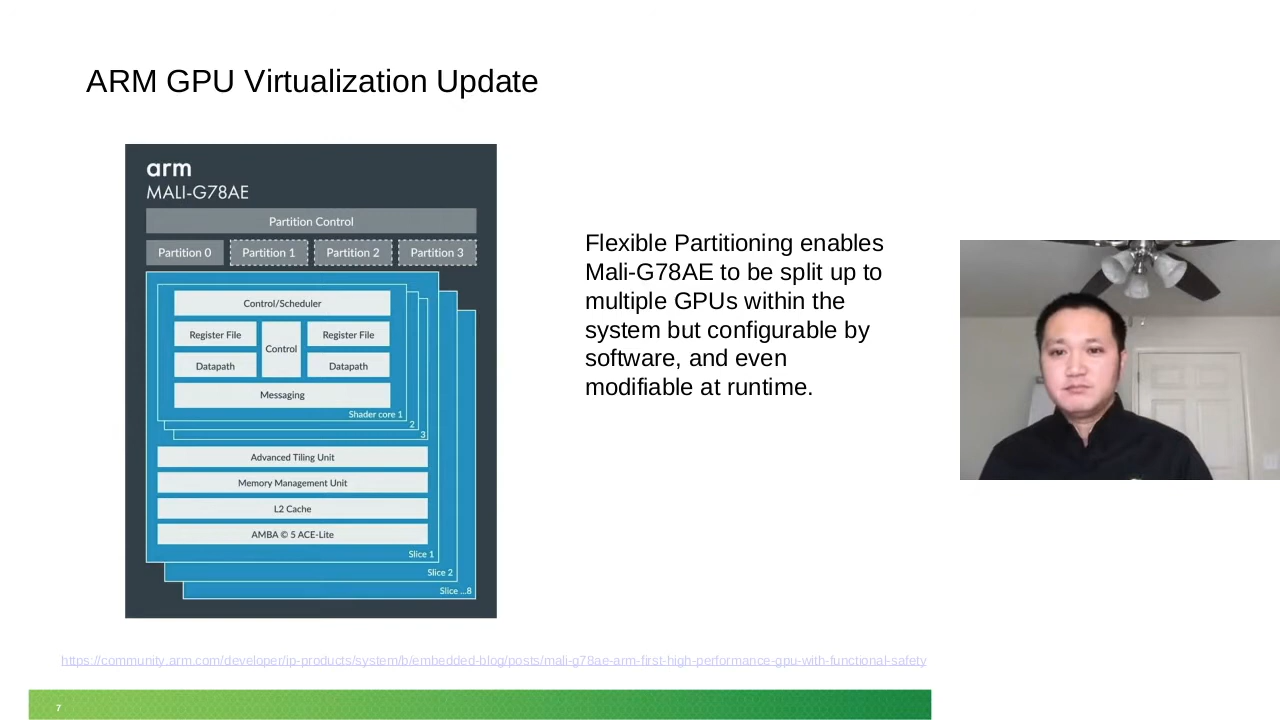 ARM GPU Virtualization Update
arm
MALI-G78AE
Partition Control
Partition 0
Partition 1
Partition 2
Partition 3
Control/Scheduler
Register File
Control
Register File
Datapath
Datapath
Messaging
Shader core 1
2
3
Advanced Tiling Unit
Memory Management Unit
L2 Cache
AMBA © 5 ACE-Lite
Slice 1
Slice 2
Slice ...8
Flexible Partitioning enables
Mali-G78AE to be split up to
multiple GPUs within the
system but configurable by
software, and even
modifiable at runtime.
https://community.arm.com/developer/ip-products/system/b/embedded-blog/posts/mali-g78ae-arm-first-high-performance-gpu-with-functional-safety
7